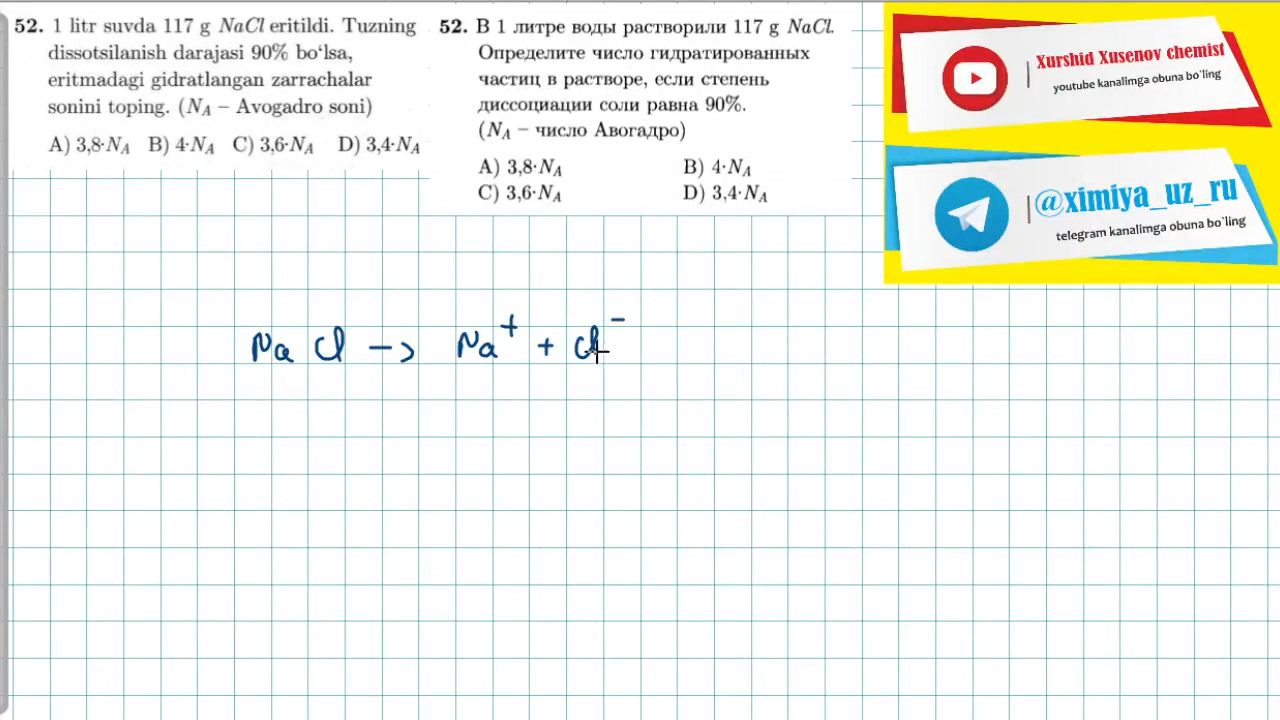 52. 1 litr suvda 117 g NaCl eritildi. Tuzning
dissotsilanish darajasi 90% bo‘lsa,
eritmadagi gidratlangan zarrachalar
sonini toping. (N_A – Avogadro soni)
A) 3,8·N_A B) 4·N_A C) 3,6·N_A D) 3,4·N_A
52. В 1 литре воды растворили 117 g NaCl.
Определите число гидратированных
частиц в растворе, если степень
диссоциации соли равна 90%.
(N_A – число Авогадро)
A) 3,8·N_A B) 4·N_A
C) 3,6·N_A D) 3,4·N_A
Xurshid Xusenov chemist
youtube kanalimga obuna bo`ling
@ximiya_uz_ru
telegram kanalimga obuna bo`ling
NaCl → Na⁺ + Cl⁻